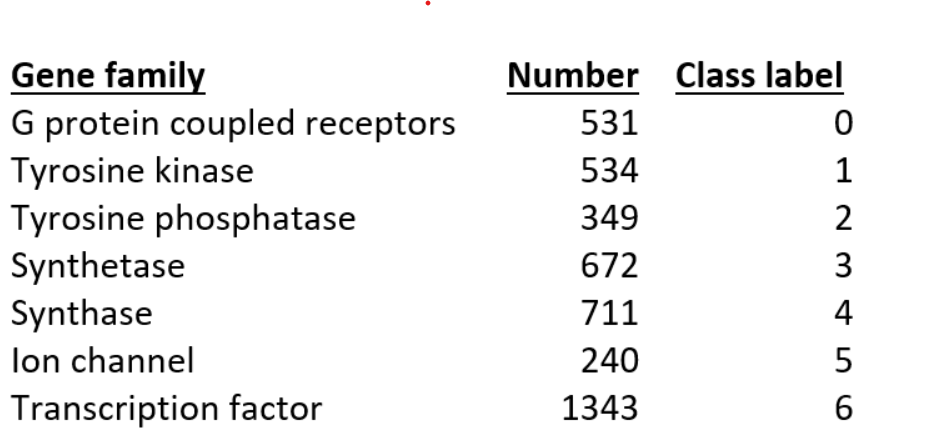 Gene family Number Class label
G protein coupled receptors 531 0
Tyrosine kinase 534 1
Tyrosine phosphatase 349 2
Synthetase 672 3
Synthase 711 4
Ion channel 240 5
Transcription factor 1343 6